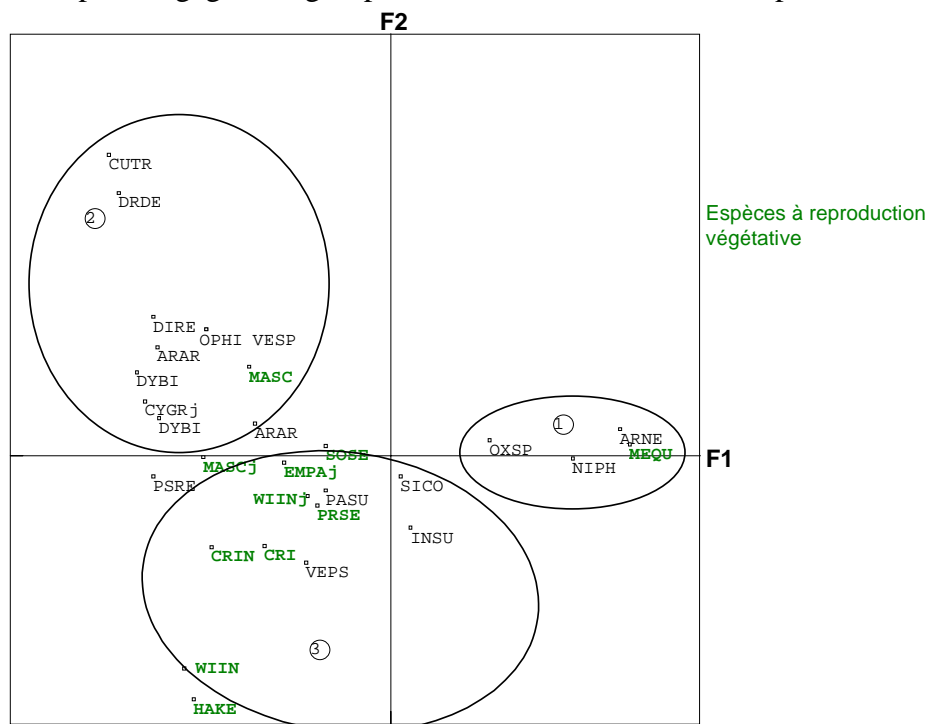 F2
CUTR
DRDE
2
Espèces à reproduction
végétative
DIRE
OPHI VESP
ARAR
DYBI
MASC
CYGRj
DYBI
ARAR
1
ARNE
OXSP
MEQU
NIPH
F1
SOSE
MASCj
EMPAj
PSRE
SICO
WIINj
PASU
PRSE
INSU
CRIN
CRI
VEPS
3
WIIN
HAKE